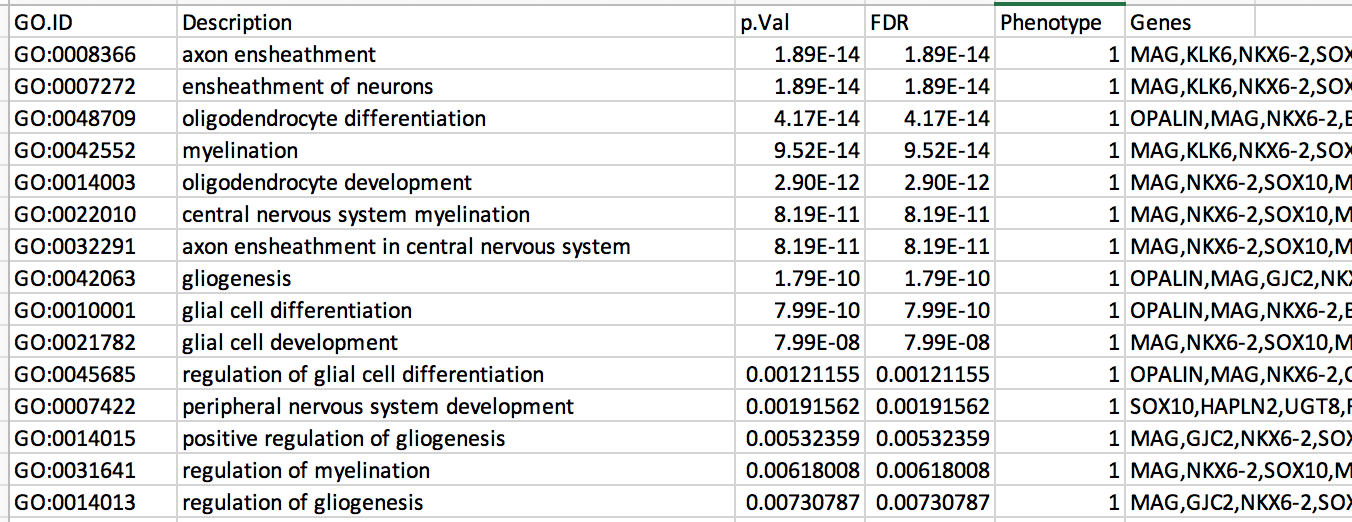 GO.ID Description p.Val FDR Phenotype Genes
GO:0008366 axon ensheathment 1.89E-14 1.89E-14 1 MAG,KLK6,NKX6-2,SOX
GO:0007272 ensheathment of neurons 1.89E-14 1.89E-14 1 MAG,KLK6,NKX6-2,SOX
GO:0048709 oligodendrocyte differentiation 4.17E-14 4.17E-14 1 OPALIN,MAG,NKX6-2,
GO:0042552 myelination 9.52E-14 9.52E-14 1 MAG,KLK6,NKX6-2,SOX
GO:0014003 oligodendrocyte development 2.90E-12 2.90E-12 1 MAG,NKX6-2,SOX10,M
GO:0022010 central nervous system myelination 8.19E-11 8.19E-11 1 MAG,NKX6-2,SOX10,M
GO:0032291 axon ensheathment in central nervous system 8.19E-11 8.19E-11 1 MAG,NKX6-2,SOX10,M
GO:0042063 gliogenesis 1.79E-10 1.79E-10 1 OPALIN,MAG,GJC2,NKX
GO:0010001 glial cell differentiation 7.99E-10 7.99E-10 1 OPALIN,MAG,NKX6-2,
GO:0021782 glial cell development 7.99E-08 7.99E-08 1 MAG,NKX6-2,SOX10,M
GO:0045685 regulation of glial cell differentiation 0.00121155 0.00121155 1 OPALIN,MAG,NKX6-2,
GO:0007422 peripheral nervous system development 0.00191562 0.00191562 1 SOX10,HAPLN2,UGT8,
GO:0014015 positive regulation of gliogenesis 0.00532359 0.00532359 1 MAG,GJC2,NKX6-2,SOX
GO:0031641 regulation of myelination 0.00618008 0.00618008 1 MAG,NKX6-2,SOX10,M
GO:0014013 regulation of gliogenesis 0.00730787 0.00730787 1 MAG,GJC2,NKX6-2,SOX